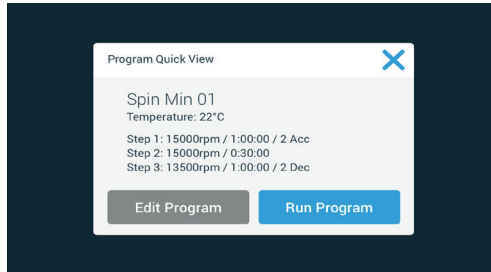 Program Quick View
Spin Min 01
Temperature: 22°C
Step 1: 15000rpm / 1:00:00 / 2 Acc
Step 2: 15000rpm / 0:30:00
Step 3: 13500rpm / 1:00:00 / 2 Dec
Edit Program
Run Program